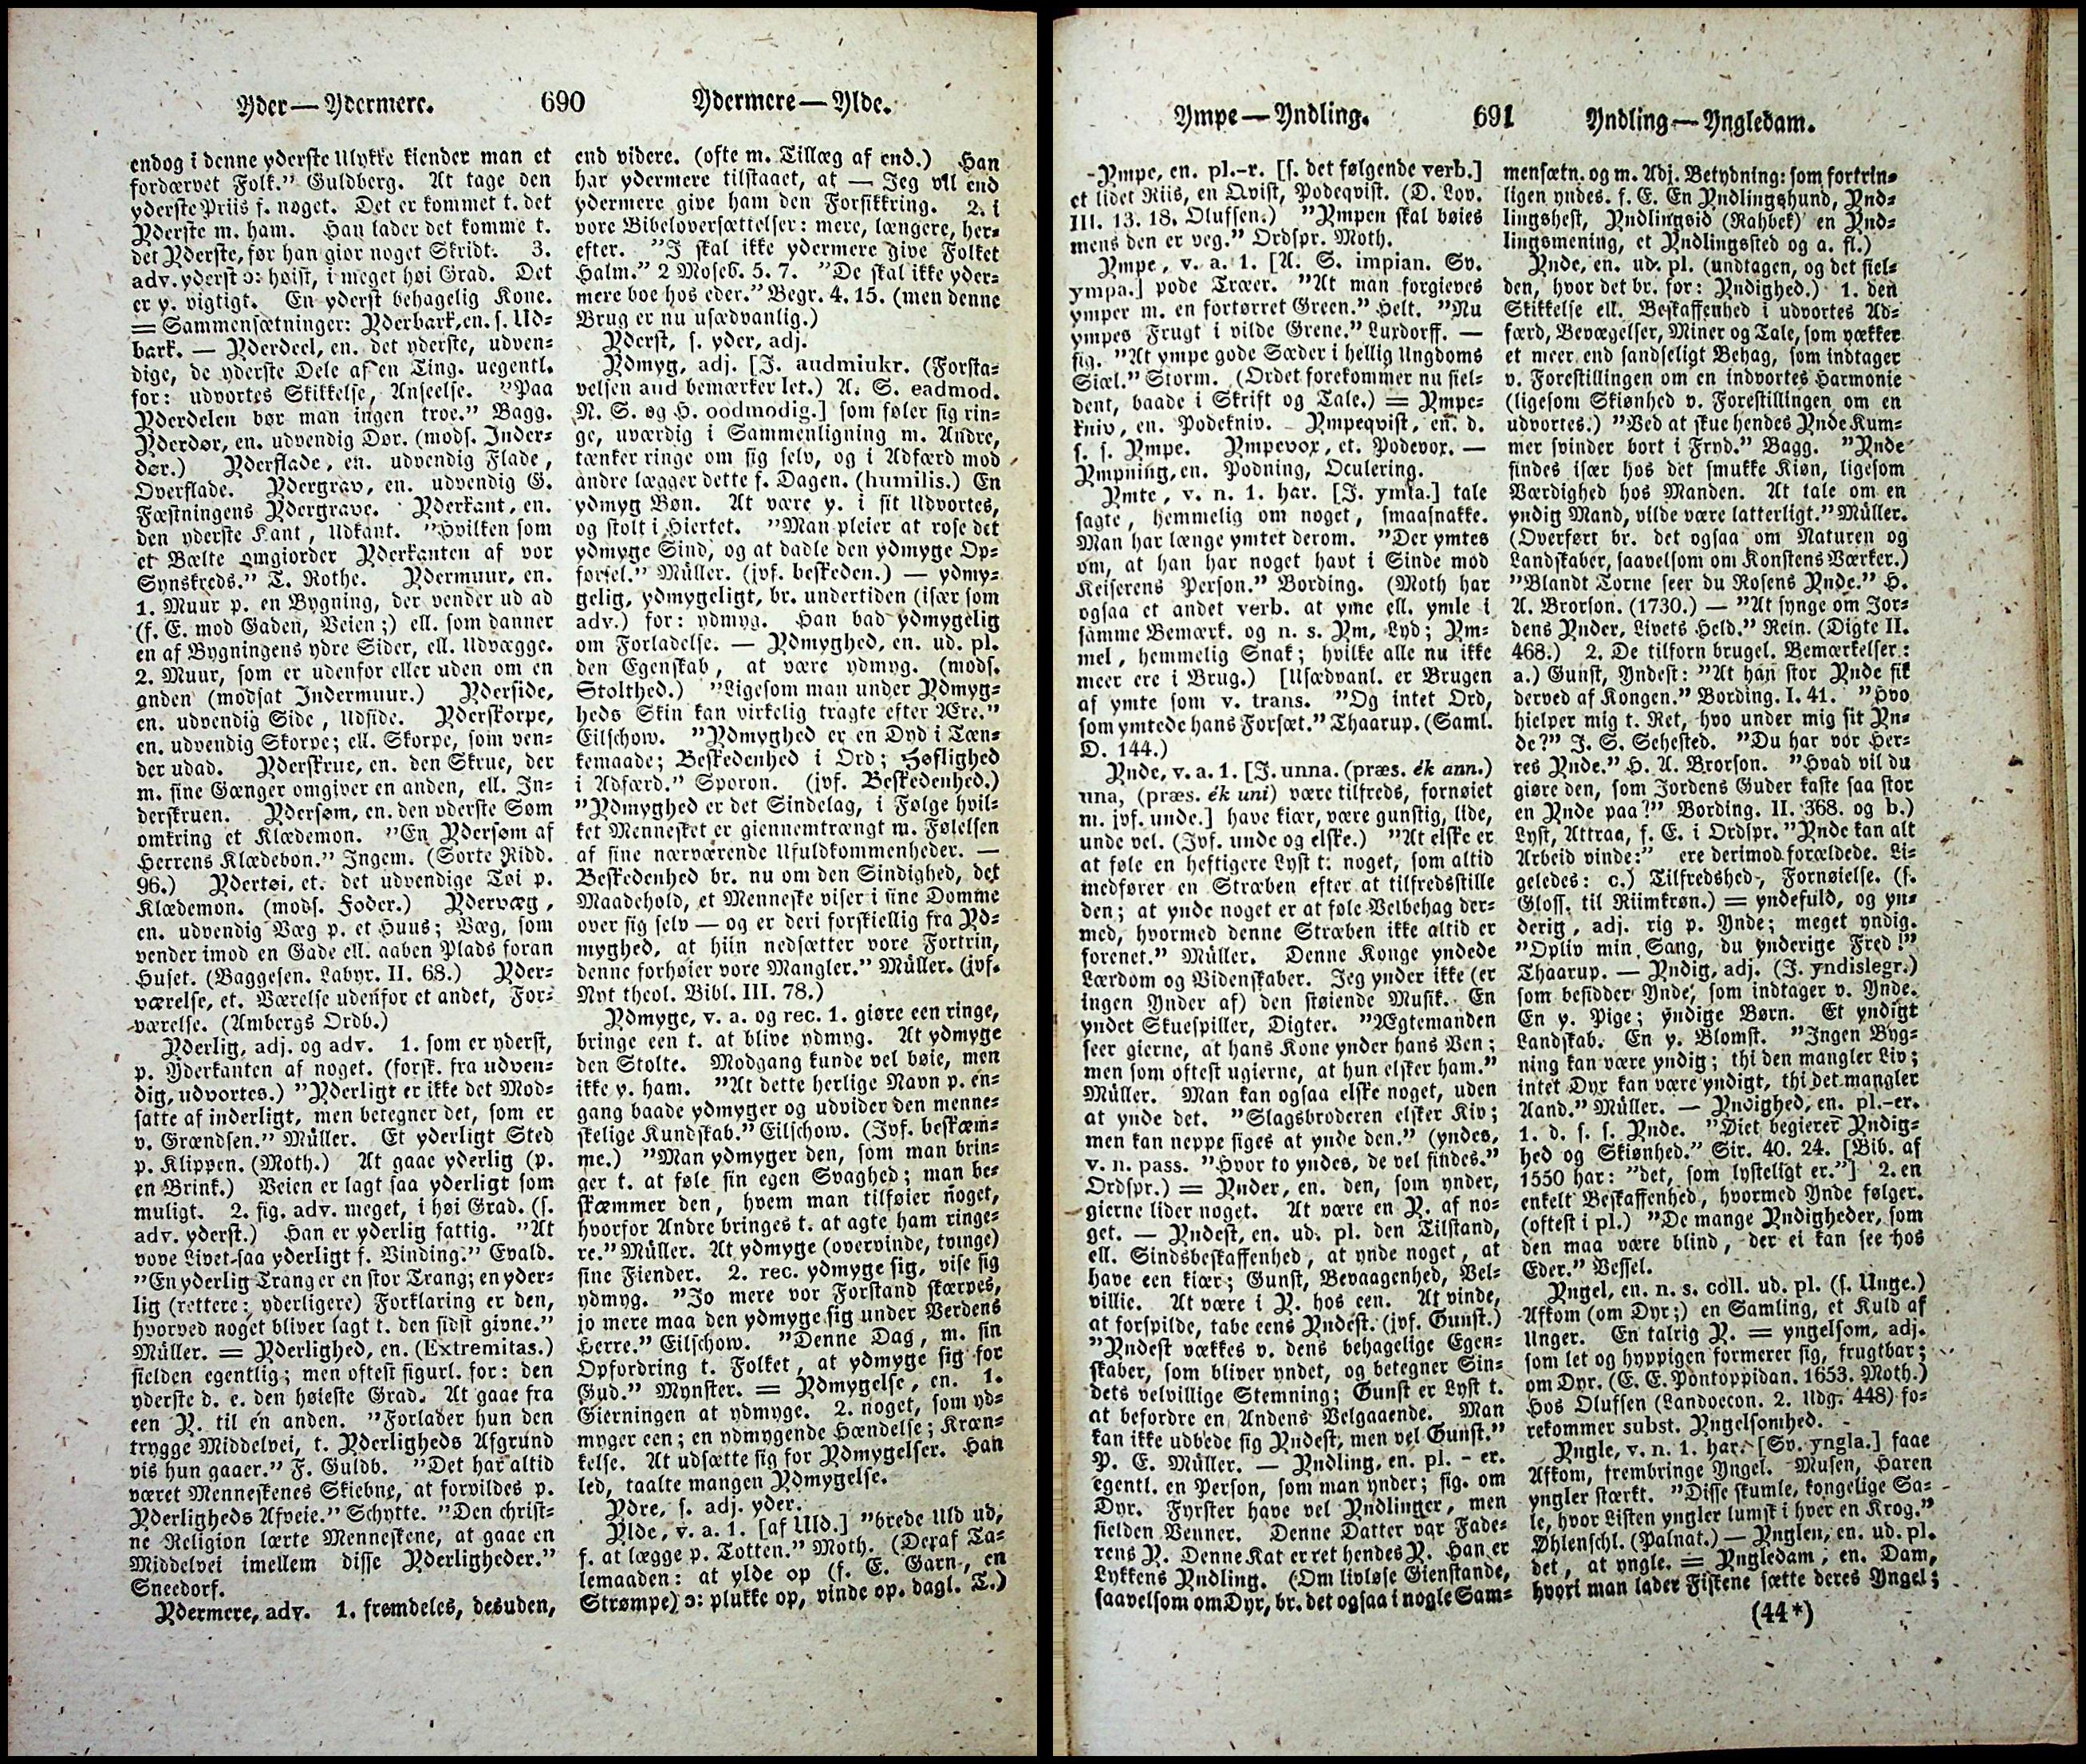 Yder — Ydermere.
690
Ydermere — Ylde.
endog i denne yderste Ulykke kiender man et
fordærvet Folk.” Guldberg. At tage den
yderste Priis f. noget. Det er kommet t. det
Yderste m. ham. Han lader det komme t.
det Yderste, før han giør noget Skridt. 3.
adv. yderst ɔ: høist, i meget høi Grad. Det
er y. vigtigt. En yderst behagelig Kone.
= Sammensætninger: Yderbark, en. s. Ud-
bark. — Yderdeel, en. det yderste, udven-
dige, de yderste Dele af en Ting. uegentl.
for: udvortes Skikkelse, Anseelse. ”Paa
Yderdelen bør man ingen troe.” Bagg.
Yderdør, en. udvendig Dør. (mods. Inder-
dør.) Yderflade, en. udvendig Flade,
Overflade. Ydergrav, en. udvendig G.
Fæstningens Ydergrave. Yderkant, en.
den yderste Kant, Udkant. ”Hvilken som
et Bælte omgiorder Yderkanten af vor
Synskreds.” T. Rothe. Ydermuur, en.
1. Muur p. en Bygning, der vender ud ad
(f. E. mod Gaden, Veien;) ell. som danner
en af Bygningens ydre Sider, ell. Udvægge.
2. Muur, som er udenfor eller uden om en
anden (modsat Indermuur.) Yderside,
en. udvendig Side, Udside. Yderskorpe,
en. udvendig Skorpe; ell. Skorpe, som ven-
der udad. Yderskrue, en. den Skrue, der
m. sine Gænger omgiver en anden, ell. In-
derskruen. Ydersøm, en. den yderste Søm
omkring et Klædemon. ”En Ydersøm af
Herrens Klædebon.” Ingem. (Sorte Ridd.
96.) Ydertøi, et. det udvendige Tøi p.
Klædemon. (mods. Foder.) Ydervæg,
en. udvendig Væg p. et Huus; Væg, som
vender imod en Gade ell. aaben Plads foran
Huset. (Baggesen. Labyr. II. 68.) Yder-
værelse, et. Værelse udenfor et andet, For-
værelse. (Ambergs Ordb.)
Yderlig, adj. og adv. 1. som er yderst,
p. Yderkanten af noget. (forsk. fra udven-
dig, udvortes.) ”Yderligt er ikke det Mod-
satte af inderligt, men betegner det, som er
v. Grændsen.” Müller. Et yderligt Sted
p. Klippen. (Moth.) At gaae yderlig (p.
en Brink.) Veien er lagt saa yderligt som
muligt. 2. fig. adv. meget, i høi Grad. (s.
adv. yderst.) Han er yderlig fattig. ”At
vove Livet saa yderligt f. Vinding.” Evald.
”En yderlig Trang er en stor Trang; en yder-
lig (rettere: yderligere) Forklaring er den,
hvorved noget bliver lagt t. den sidst givne.”
Müller. = Yderlighed, en. (Extremitas.)
sielden egentlig; men oftest figurl. for: den
yderste d. e. den høieste Grad. At gaae fra
een Y. til en anden. ”Forlader hun den
trygge Middelvei, t. Yderligheds Afgrund
vis hun gaaer.” F. Guldb. ”Det har altid
været Menneskenes Skiebne, at forvildes p.
Yderligheds Afveie.” Schytte. ”Den christ-
ne Religion lærte Menneskene, at gaae en
Middelvei imellem disse Yderligheder.”
Sneedorf.
Ydermere, adv. 1. fremdeles, desuden,
end videre. (ofte m. Tillæg af end.) Han
har ydermere tilstaaet, at — Jeg vil end
ydermere give ham den Forsikkring. 2. i
vore Bibeloversættelser: mere, længere, her-
efter. ”I skal ikke ydermere give Folket
Halm.” 2 Moseb. 5. 7. ”De skal ikke yder-
mere boe hos eder.” Begr. 4. 15. (men denne
Brug er nu usædvanlig.)
Yderst, s. yder, adj.
Ydmyg, adj. [J. audmiukr. (Forsta-
velsen aud bemærker let.) A. S. eadmod.
N. S. og H. oodmodig.] som føler sig rin-
ge, uværdig i Sammenligning m. Andre,
tænker ringe om sig selv, og i Adfærd mod
andre lægger dette f. Dagen. (humilis.) En
ydmyg Bøn. At være y. i sit Udvortes,
og stolt i Hiertet. ”Man pleier at rose det
ydmyge Sind, og at dadle den ydmyge Op-
førsel.” Müller. (jvf. beskeden.) — ydmy-
gelig, ydmygeligt, br. undertiden (især som
adv.) for: ydmyg. Han bad ydmygelig
om Forladelse. — Ydmyghed, en. ud. pl.
den Egenskab, at være ydmyg. (mods.
Stolthed.) ”Ligesom man under Ydmyg-
heds Skin kan virkelig tragte efter Ære.”
Eilschow. ”Ydmyghed er en Dyd i Tæn-
kemaade; Beskedenhed i Ord; Høflighed
i Adfærd.” Sporon. (jvf. Beskedenhed.)
”Ydmyghed er det Sindelag, i Følge hvil-
ket Mennesket er giennemtrængt m. Følelsen
af sine nærværende Ufuldkommenheder. —
Beskedenhed br. nu om den Sindighed, det
Maadehold, et Menneske viser i sine Domme
over sig selv — og er deri forskiellig fra Yd-
myghed, at hiin nedsætter vore Fortrin,
denne forhøier vore Mangler.” Müller. (jvf.
Nyt theol. Bibl. III. 78.)
Ydmyge, v. a. og rec. 1. giøre een ringe,
bringe een t. at blive ydmyg. At ydmyge
den Stolte. Modgang kunde vel bøie, men
ikke y. ham. ”At dette herlige Navn p. en-
gang baade ydmyger og udvider den menne-
skelige Kundskab.” Eilschow. (Jvf. beskæm-
me.) ”Man ydmyger den, som man brin-
ger t. at føle sin egen Svaghed; man be-
skæmmer den, hvem man tilføier noget,
hvorfor Andre bringes t. at agte ham ringe-
re.” Müller. At ydmyge (overvinde, tvinge)
sine Fiender. 2. rec. ydmyge sig, vise sig
ydmyg. ”Jo mere vor Forstand skærpes,
jo mere maa den ydmyge sig under Verdens
Herre.” Eilschow. ”Denne Dag, m. sin
Opfordring t. Folket, at ydmyge sig for
Gud.” Mynster. = Ydmygelse, en. 1.
Gierningen at ydmyge. 2. noget, som yd-
myger een; en ydmygende Hændelse; Kræn-
kelse. At udsætte sig for Ydmygelser. Han
led, taalte mangen Ydmygelse.
Ydre, s. adj. yder.
Ylde, v. a. 1. [af Uld.] ”brede Uld ud,
f. at lægge p. Totten.” Moth. (Deraf Ta-
lemaaden: at ylde op (f. E. Garn, en
Strømpe) ɔ: plukke op, vinde op. dagl. T.)
Ympe — Yndling.
691
Yndling — Yngledam.
Ympe, en. pl.-r. [s. det følgende verb.]
et lidet Riis, en Qvist, Podeqvist. (D. Lov.
III. 13. 18. Olufsen.) ”Ympen skal bøies
mens den er veg.” Ordspr. Moth.
Ympe, v. a. 1. [A. S. impian. Sv.
ympa.] pode Træer. ”At man forgieves
ymper m. en fortørret Green.” Helt. ”Nu
ympes Frugt i vilde Grene.” Luxdorff. —
fig. ”At ympe gode Sæder i hellig Ungdoms
Siæl.” Storm. (Ordet forekommer nu siel-
dent, baade i Skrift og Tale.) = Ympe-
kniv, en. Podekniv. — Ympeqvist, en. d.
s. s. Ympe. Ympevox, et. Podevox. —
Ympning, en. Podning, Oculering.
Ymte, v. n. 1. har. [J. ymta.] tale
sagte, hemmelig om noget, smaasnakke.
Man har længe ymtet derom. ”Der ymtes
om, at han har noget havt i Sinde mod
Keiserens Person.” Bording. (Moth har
ogsaa et andet verb. at yme ell. ymle i
samme Bemærk. og n. s. Ym, Lyd; Ym-
mel, hemmelig Snak; hvilke alle nu ikke
meer ere i Brug.) [Usædvanl. er Brugen
af ymte som v. trans. ”Og intet Ord,
som ymtede hans Forsæt.” Thaarup. (Saml.
D. 144.)
Ynde, v. a. 1. [J. unna. (præs. ék ann.)
una, (præs. ék uni) være tilfreds, fornøiet
m. jvf. unde.] have kiær, være gunstig, lide,
unde vel. (Jvf. unde og elske.) ”At elske er
at føle en heftigere Lyst t. noget, som altid
medfører en Stræben efter at tilfredsstille
den; at ynde noget er at føle Velbehag der-
med, hvormed denne Stræben ikke altid er
forenet.” Müller. Denne Konge yndede
Lærdom og Videnskaber. Jeg ynder ikke (er
ingen Ynder af) den støiende Musik. En
yndet Skuespiller, Digter. ”Ægtemanden
seer gierne, at hans Kone ynder hans Ven;
men som oftest ugierne, at hun elsker ham.”
Müller. Man kan ogsaa elske noget, uden
at ynde det. ”Slagsbroderen elsker Kiv;
men kan neppe siges at ynde den.” (yndes,
v. n. pass. ”Hvor to yndes, de vel findes.”
Ordspr.) = Ynder, en. den, som ynder,
gierne lider noget. At være en Y. af no-
get. — Yndest, en. ud. pl. den Tilstand,
ell. Sindsbeskaffenhed, at ynde noget, at
have een kiær; Gunst, Bevaagenhed, Vel-
villie. At være i Y. hos een. At vinde,
at forspilde, tabe eens Yndest. (jvf. Gunst.)
”Yndest vækkes v. dens behagelige Egen-
skaber, som bliver yndet, og betegner Sin-
dets velvillige Stemning; Gunst er Lyst t.
at befordre en Andens Velgaaende. Man
kan ikke udbede sig Yndest, men vel Gunst.”
P. E. Müller. — Yndling, en. pl. - er.
egentl. en Person, som man ynder; fig. om
Dyr. Fyrster have vel Yndlinger, men
sielden Venner. Denne Datter var Fade-
rens Y. Denne Kat er ret hendes Y. Han er
Lykkens Yndling. (Om livløse Gienstande,
saavelsom om Dyr, br. det ogsaa i nogle Sam-
mensætn. og m. Adj. Betydning: som fortrin-
ligen yndes. f. E. En Yndlingshund, Ynd-
lingshest, Yndlingsid (Rahbek) en Ynd-
lingsmening, et Yndlingssted og a. fl.)
Ynde, en. ud. pl. (undtagen, og det siel-
den, hvor det br. for: Yndighed.) 1. den
Skikkelse ell. Beskaffenhed i udvortes Ad-
færd, Bevægelser, Miner og Tale, som vækker
et meer end sandseligt Behag, som indtager
v. Forestillingen om en indvortes Harmonie
(ligesom Skiønhed v. Forestillingen om en
udvortes.) ”Ved at skue hendes Ynde Kum-
mer svinder bort i Fryd.” Bagg. ”Ynde
findes især hos det smukke Kiøn, ligesom
Værdighed hos Manden. At tale om en
yndig Mand, vilde være latterligt.” Müller.
(Overført br. det ogsaa om Naturen og
Landskaber, saavelsom om Konstens Værker.)
”Blandt Torne seer du Rosens Ynde.” H.
A. Brorson. (1730.) — ”At synge om Jor-
dens Ynder, Livets Held.” Rein. (Digte II.
468.) 2. De tilforn brugel. Bemærkelser:
a.) Gunst, Yndest: ”At han stor Ynde fik
derved af Kongen.” Bording. I. 41. ”Hvo
hielper mig t. Ret, hvo under mig sit Yn-
de?” J. S. Sehested. ”Du har vor Her-
res Ynde.” H. A. Brorson. ”Hvad vil du
giøre den, som Jordens Guder kaste saa stor
en Ynde paa?” Bording. II. 368. og b.)
Lyst, Attraa, f. E. i Ordspr. ”Ynde kan alt
Arbeid vinde:” ere derimod forældede. Li-
geledes: c.) Tilfredshed, Fornøielse. (s.
Gloss. til Riimkrøn.) = yndefuld, og yn-
derig, adj. rig p. Ynde; meget yndig.
”Opliv min Sang, du ynderige Fred!”
Thaarup. — Yndig, adj. (J. yndislegr.)
som besidder Ynde, som indtager v. Ynde.
En y. Pige; yndige Børn. Et yndigt
Landskab. En y. Blomst. ”Ingen Byg-
ning kan være yndig; thi den mangler Liv;
intet Dyr kan være yndigt, thi det mangler
Aand.” Müller. — Yndighed, en. pl.-er.
1. d. s. s. Ynde. ”Øiet begierer Yndig-
hed og Skiønhed.” Sir. 40. 24. [Bib. af
1550 har: ”det, som lysteligt er.”] 2. en
enkelt Beskaffenhed, hvormed Ynde følger.
(oftest i pl.) ”De mange Yndigheder, som
den maa være blind, der ei kan see hos
Eder.” Wessel.
Yngel, en. n. s. coll. ud. pl. (s. Unge.)
Afkom (om Dyr;) en Samling, et Kuld af
Unger. En talrig Y. = yngelsom, adj.
som let og hyppigen formerer sig, frugtbar;
om Dyr. (E. E. Pontoppidan. 1653. Moth.)
Hos Olufsen (Landoecon. 2. Udg. 448) fo-
rekommer subst. Yngelsomhed.
Yngle, v. n. 1. har. [Sv. yngla.] faae
Afkom, frembringe Yngel. Musen, Haren
yngler stærkt. ”Disse skumle, kongelige Sa-
le, hvor Listen yngler lumsk i hver en Krog.”
Øhlenschl. (Palnat.) — Ynglen, en. ud. pl.
det, at yngle. = Yngledam, en. Dam,
hvori man lader Fiskene sætte deres Yngel;
(44*)